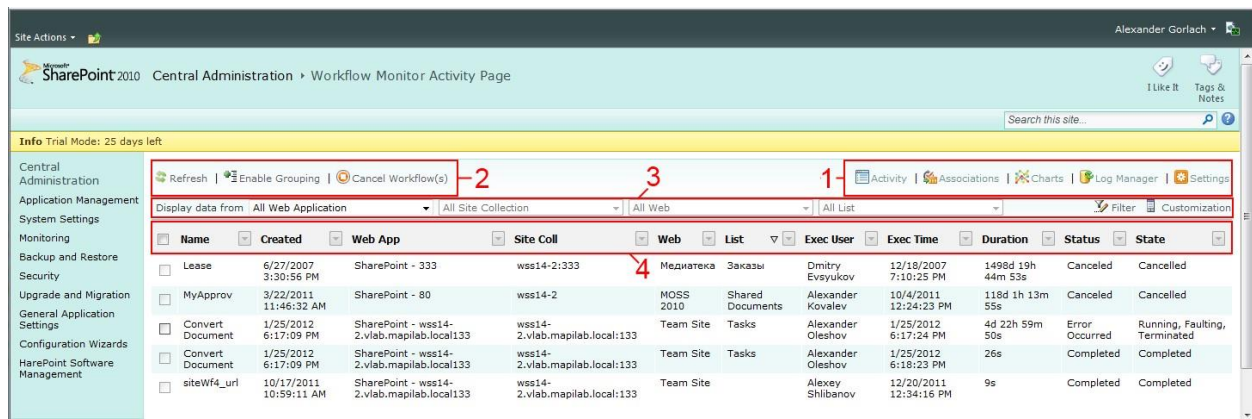 Site Actions
Alexander Gorlach
Microsoft
SharePoint 2010 Central Administration Workflow Monitor Activity Page
I Like It
Tags & Notes
Search this site...
Info Trial Mode: 25 days left
Central Administration
Application Management
System Settings
Monitoring
Backup and Restore
Security
Upgrade and Migration
General Application Settings
Configuration Wizards
HarePoint Software Management
Refresh | Enable Grouping | Cancel Workflow(s) 2
1 Activity | Associations | Charts | Log Manager | Settings
3
Display data from All Web Application All Site Collection All Web All List Filter Customization
Name Created Web App Site Coll Web List Exec User Exec Time Duration Status State
4
Lease 6/27/2007 3:30:56 PM SharePoint - 333 wss14-2:333 Медиатека Заказы Dmitry Evsyukov 12/18/2007 7:10:25 PM 1498d 19h 44m 53s Canceled Cancelled
MyApprov 3/22/2011 11:46:32 AM SharePoint - 80 wss14-2 MOSS 2010 Shared Documents Alexander Kovalev 10/4/2011 12:24:23 PM 118d 1h 13m 55s Canceled Cancelled
Convert Document 1/25/2012 6:17:09 PM SharePoint - wss14-2.vlab.mapilab.local:133 wss14-2.vlab.mapilab.local:133 Team Site Tasks Alexander Oleshov 1/25/2012 6:17:24 PM 4d 22h 59m 50s Error Occurred Running, Faulting, Terminated
Convert Document 1/25/2012 6:17:09 PM SharePoint - wss14-2.vlab.mapilab.local133 wss14-2.vlab.mapilab.local:133 Team Site Tasks Alexander Oleshov 1/25/2012 6:18:23 PM 26s Completed Completed
siteWf4_url 10/17/2011 10:59:11 AM SharePoint - wss14-2.vlab.mapilab.local133 wss14-2.vlab.mapilab.local:133 Team Site Alexey Shlibanov 12/20/2011 12:34:16 PM 9s Completed Completed